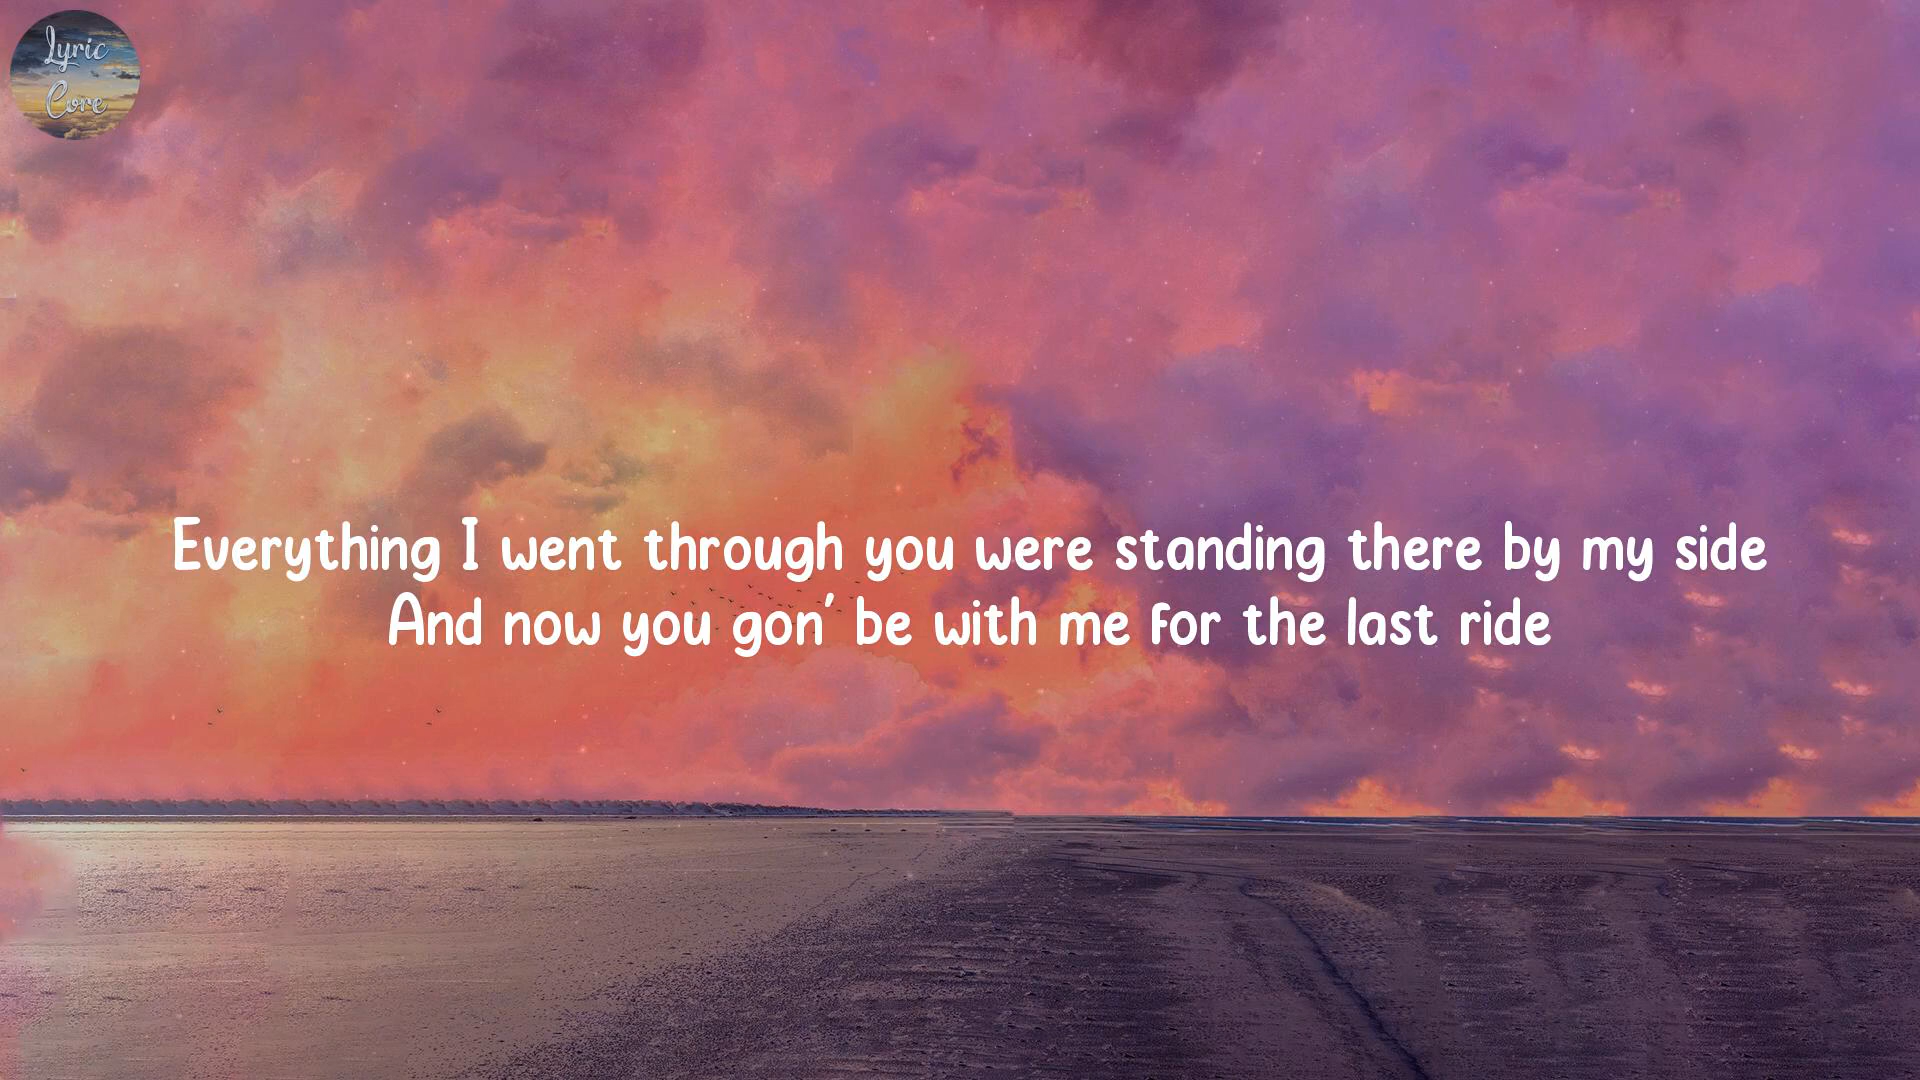 Lyric
Core
Everything I went through you were standing there by my side
And now you gon' be with me for the last ride